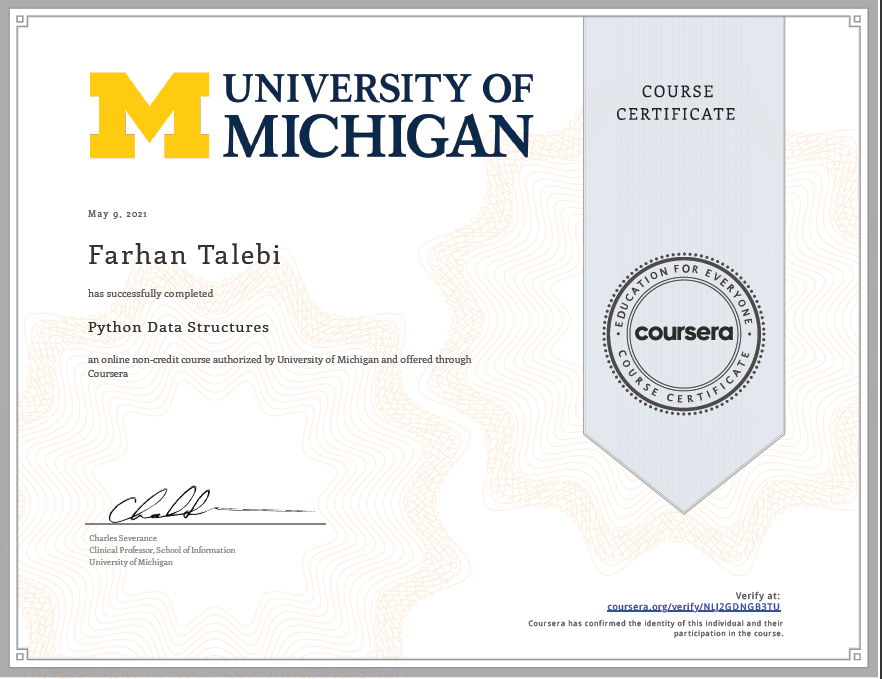 M UNIVERSITY OF
MICHIGAN
COURSE
CERTIFICATE
May 9, 2021
Farhan Talebi
has successfully completed
Python Data Structures
an online non-credit course authorized by University of Michigan and offered through
Coursera
EDUCATION FOR EVERYONE
coursera
COURSE CERTIFICATE
Charles Severance
Clinical Professor, School of Information
University of Michigan
Verify at:
coursera.org/verify/NLJ2GDNGB3TU
Coursera has confirmed the identity of this individual and their
participation in the course.